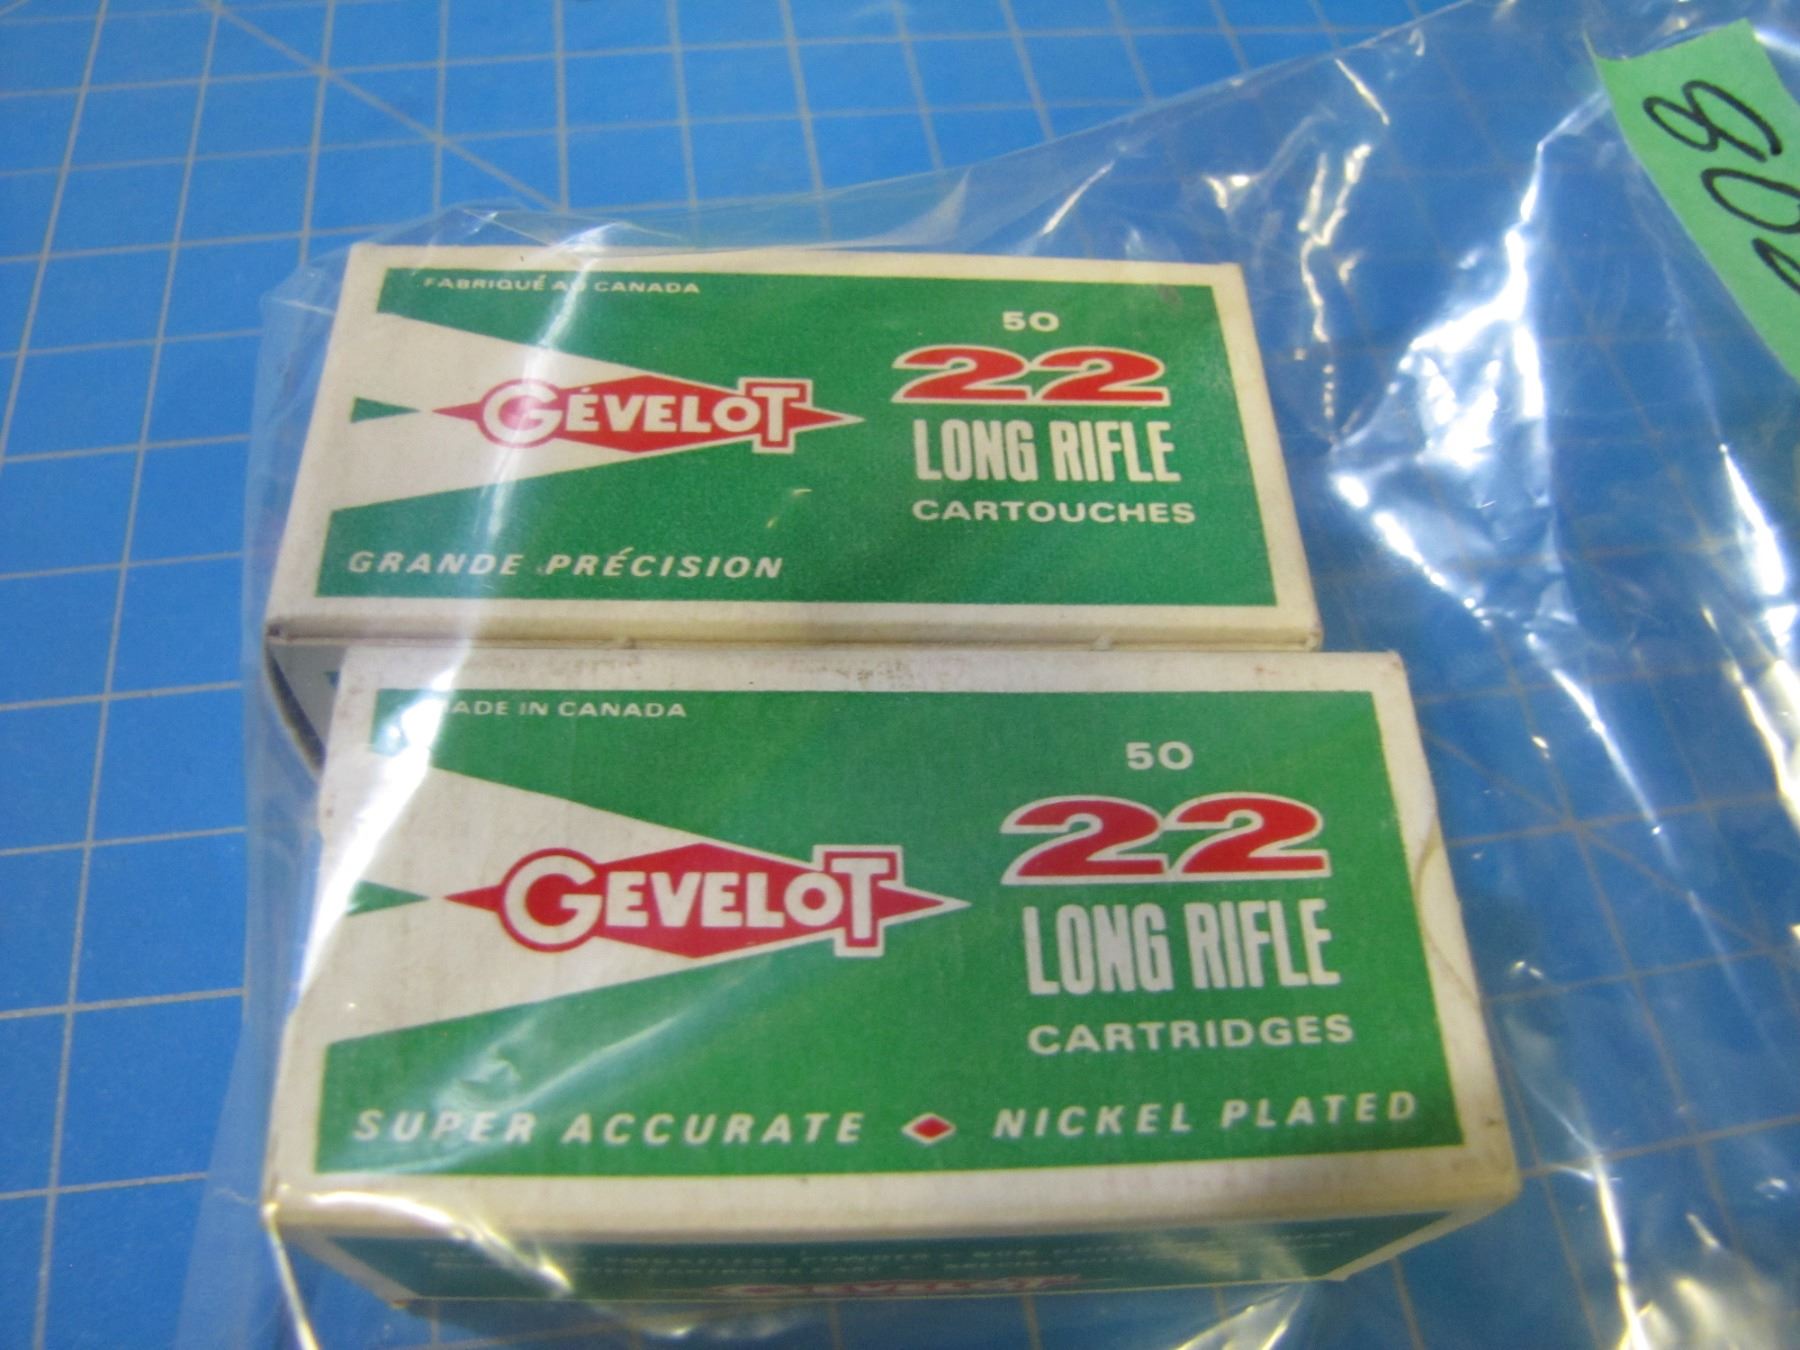 FABRIQUÉ AU CANADA
50
22
GÉVELOT
LONG RIFLE
CARTOUCHES
GRANDE PRÉCISION
MADE IN CANADA
50
22
GEVELOT
LONG RIFLE
CARTRIDGES
SUPER ACCURATE NICKEL PLATED
GEVELOT